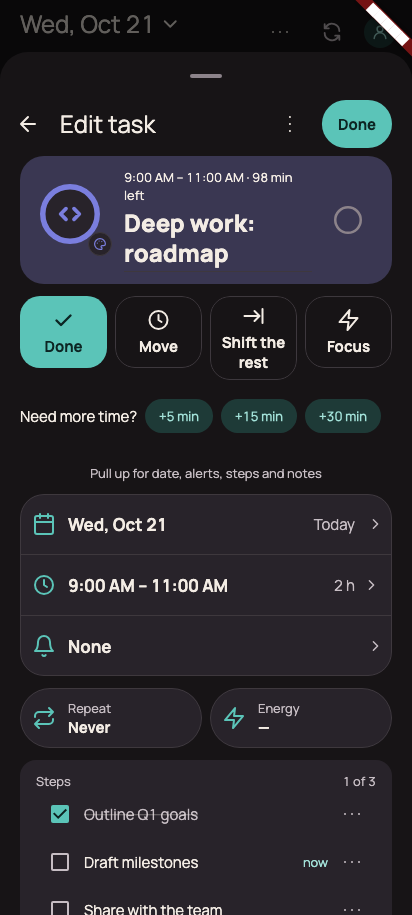 Wed, Oct 21
Edit task
Done
9:00 AM – 11:00 AM · 98 min
left
Deep work:
roadmap
Done
Move
Shift the
rest
Focus
Need more time?
+5 min
+15 min
+30 min
Pull up for date, alerts, steps and notes
Wed, Oct 21
Today
9:00 AM – 11:00 AM
2 h
None
Repeat
Never
Energy
–
Steps
1 of 3
Outline Q1 goals
Draft milestones
now
Share with the team